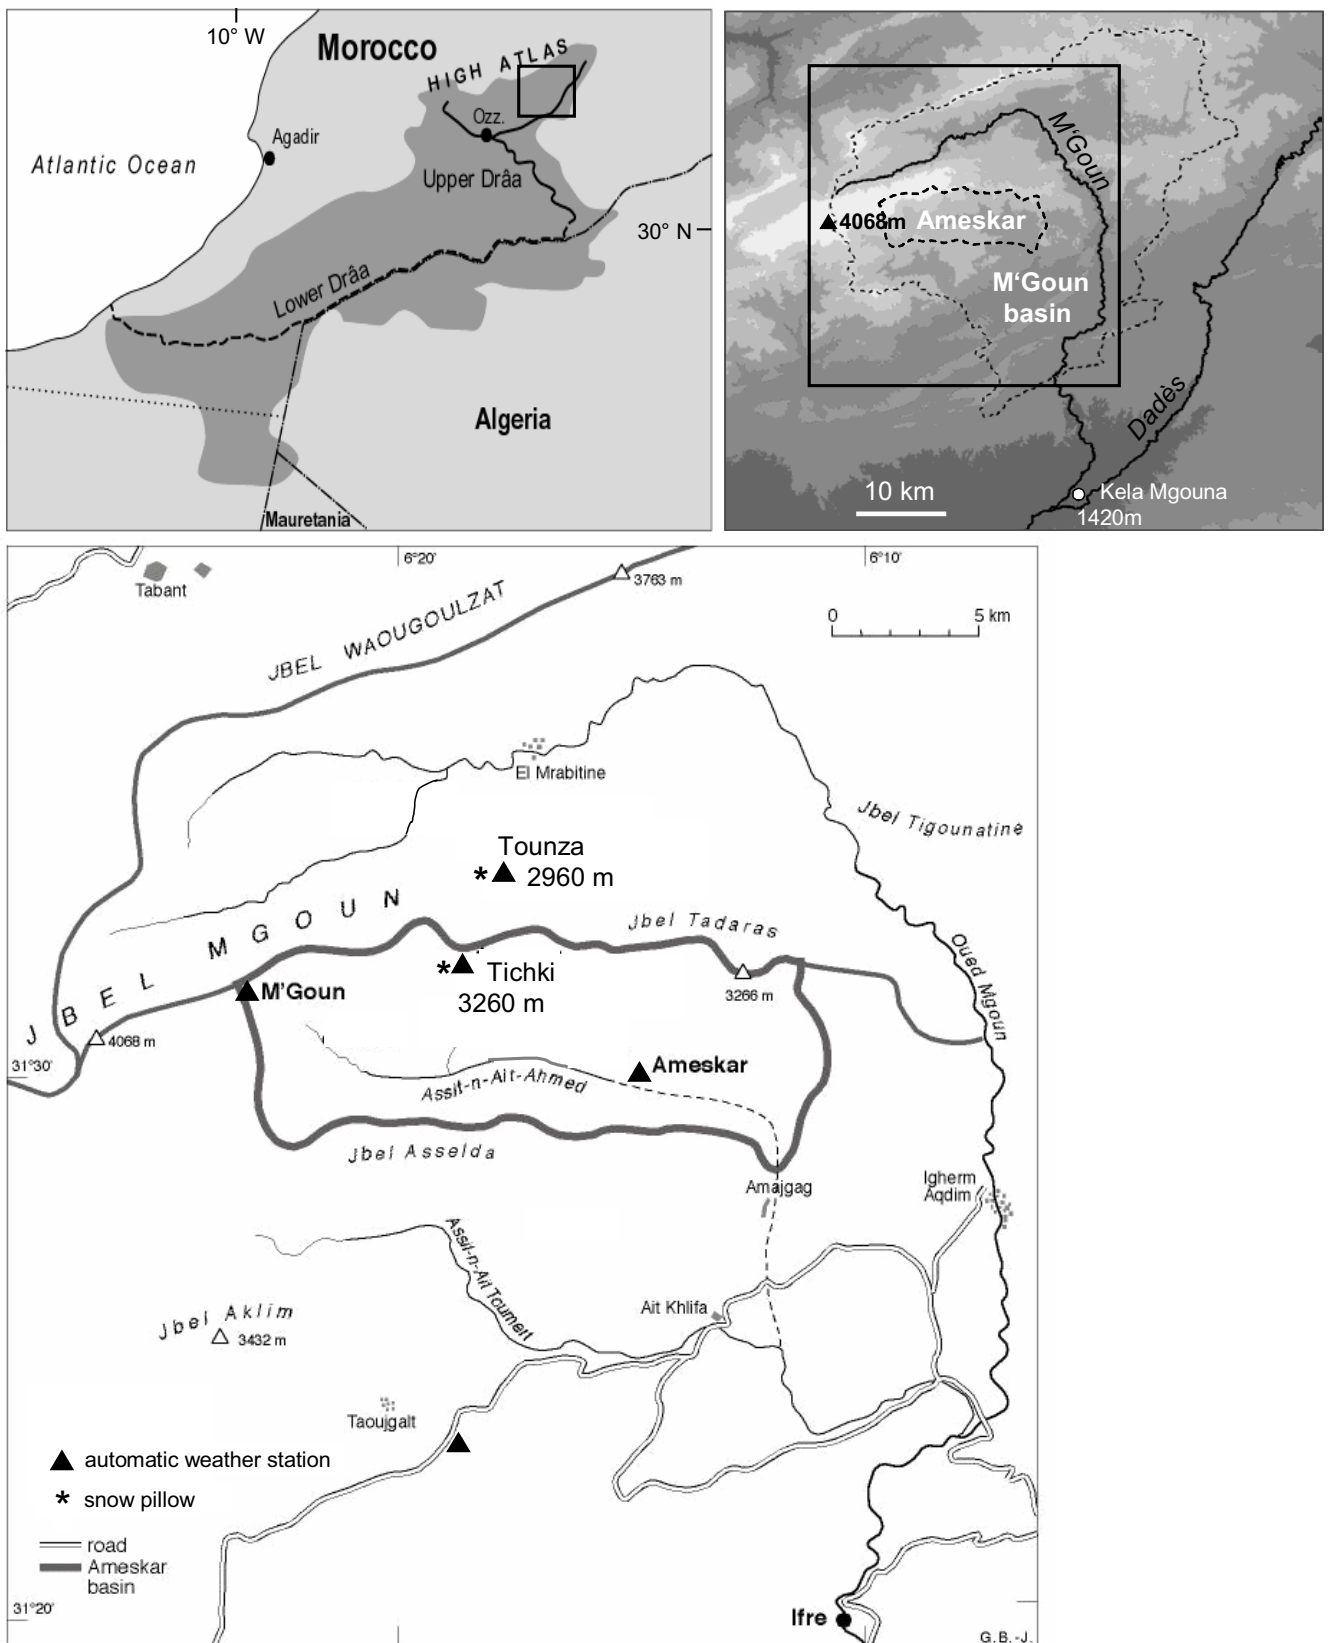 10° W
Morocco
HIGH ATLAS
Ozz.
Agadir
Atlantic Ocean
Upper Drâa
30° N
Lower Drâa
Algeria
Mauretania
M'Goun
4068m
Ameskar
M'Goun
basin
Dadès
10 km
Kela Mgouna
1420m
6°20'
6°10'
Tabant
3763 m
0 5 km
JBEL WAOUGOULZAT
El Mrabitine
Jbel Tigounatine
Tounza
* 2960 m
JBEL MGOUN
Jbel Tadaras
Oued Mgoun
* Tichki
3260 m
M'Goun
3266 m
4068 m
31°30'
Ameskar
Assif-n-Ait-Ahmed
Jbel Asselda
Amajgag
Igherm
Aqdim
Assif-n-Ait Toumert
Jbel Aklim
3432 m
Ait Khlifa
Taoujgalt
automatic weather station
* snow pillow
road
Ameskar
basin
31°20'
Ifre
G.B.-J.